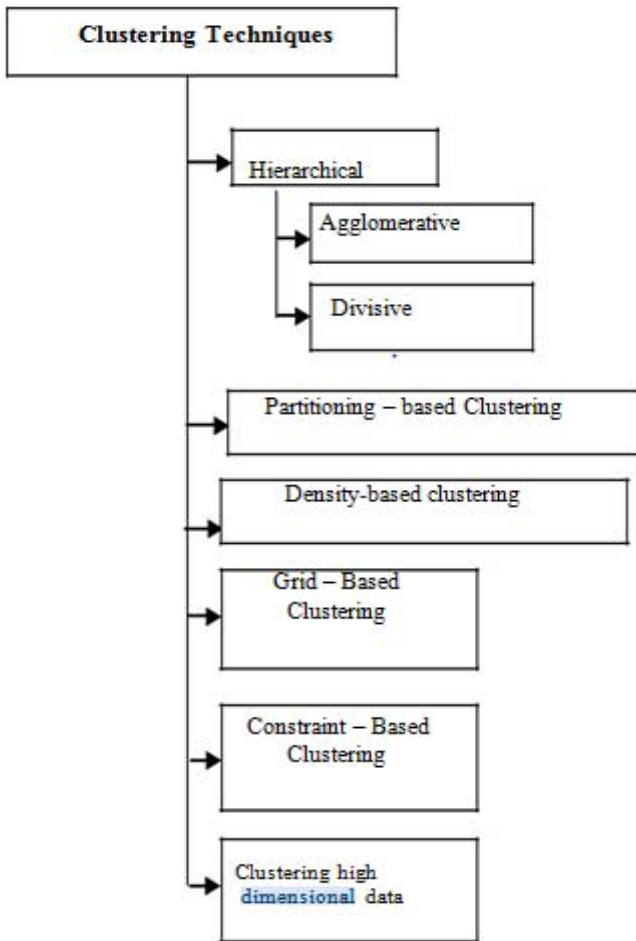 Clustering Techniques
Hierarchical
Agglomerative
Divisive
Partitioning – based Clustering
Density-based clustering
Grid – Based
Clustering
Constraint – Based
Clustering
Clustering high
dimensional data